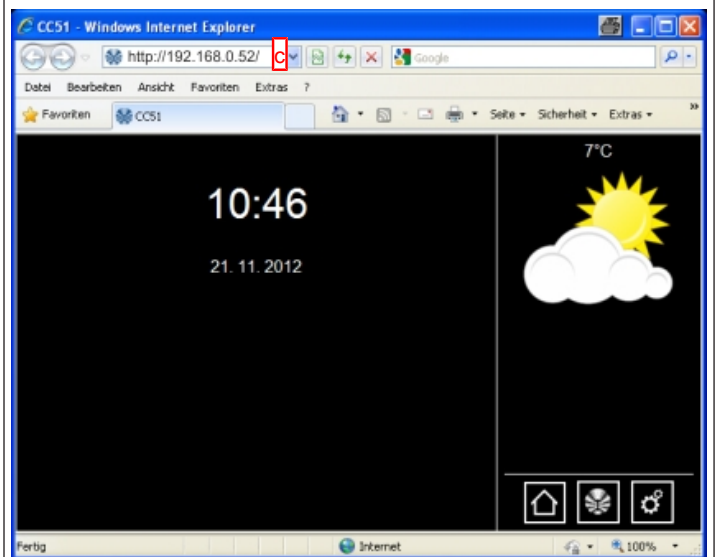 CC51 - Windows Internet Explorer
http://192.168.0.52/ C Google
Datei Bearbeiten Ansicht Favoriten Extras ?
Favoriten CC51 Seite Sicherheit Extras »
7°C
10:46
21. 11. 2012
Fertig Internet 100%